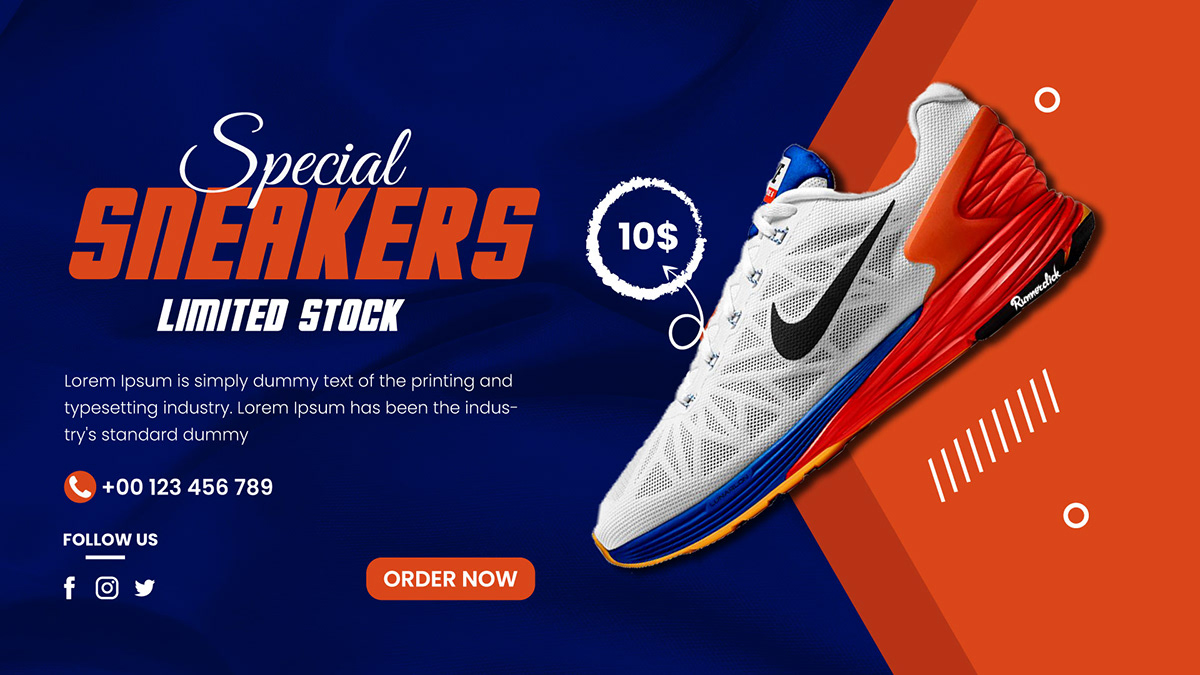 Special
SNEAKERS
LIMITED STOCK
10$
Lorem Ipsum is simply dummy text of the printing and
typesetting industry. Lorem Ipsum has been the indus-
try's standard dummy
+00 123 456 789
FOLLOW US
ORDER NOW